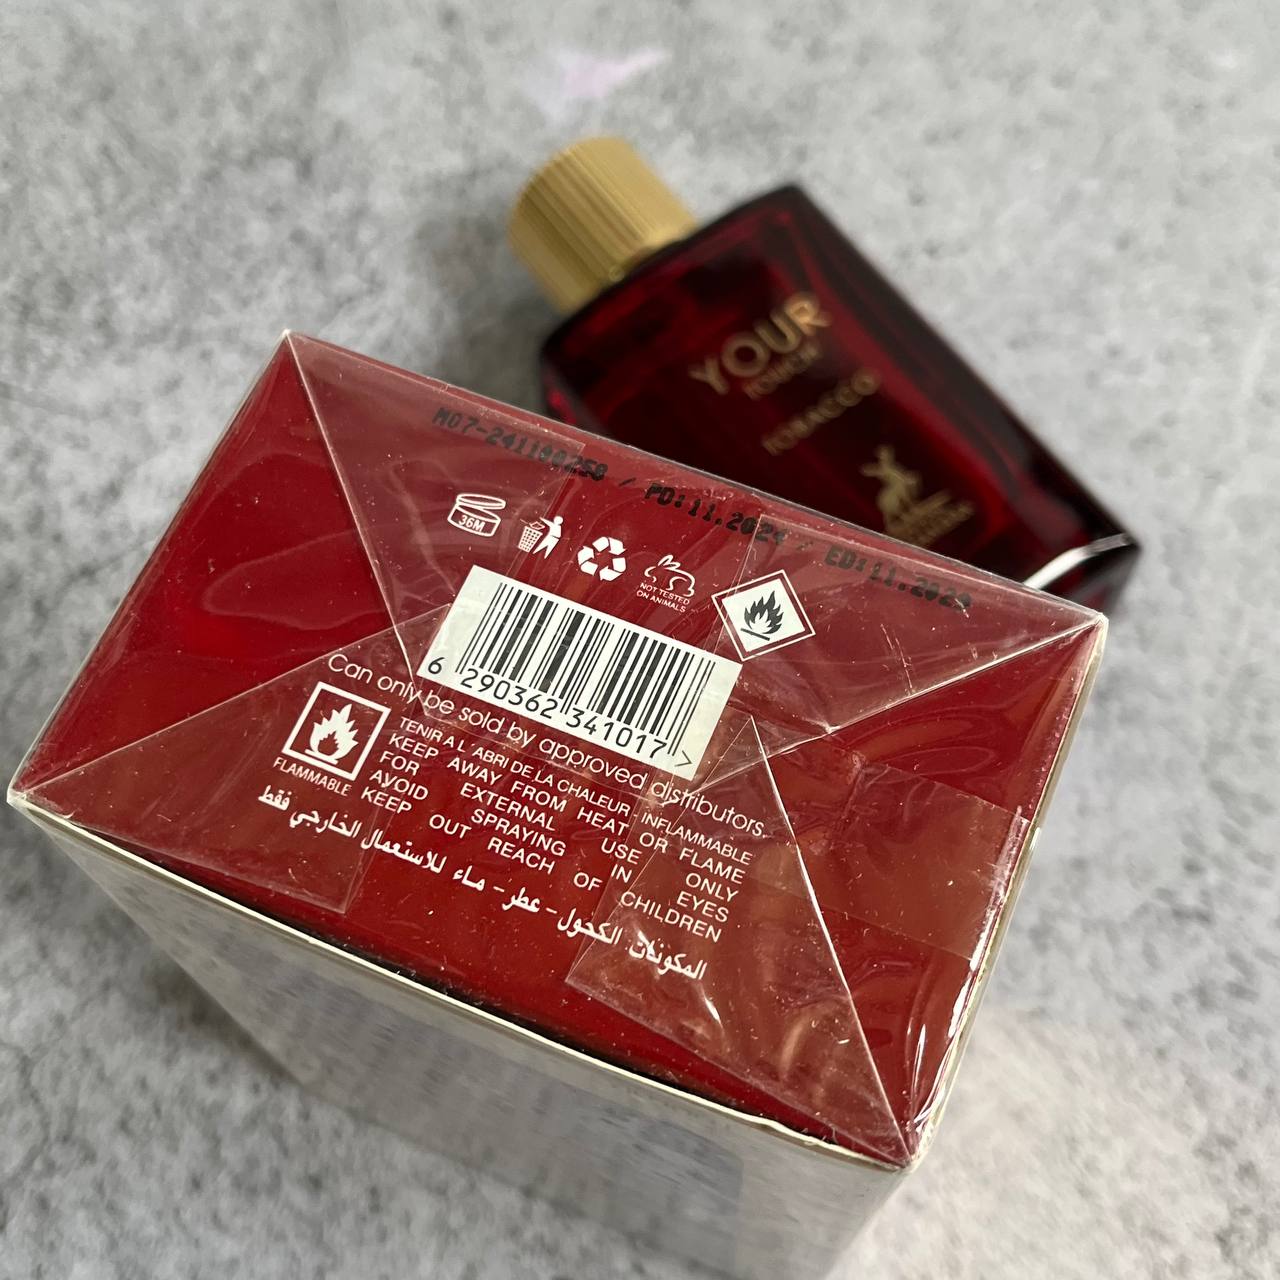 YOUR
TOUCH
TOBACCO
M07-241100258 / PD:11.2024 / ED:11.2029
36M
NOT TESTED
ON ANIMALS
6 290362 341017 >
Can only be sold by approved distributors.
FLAMMABLE
TENIR A L' ABRI DE LA CHALEUR - INFLAMMABLE
KEEP AWAY FROM HEAT OR FLAME
FOR EXTERNAL USE ONLY
AVOID SPRAYING IN EYES
KEEP OUT REACH OF CHILDREN
المكونات الكحول - عطر - ماء للاستعمال الخارجي فقط